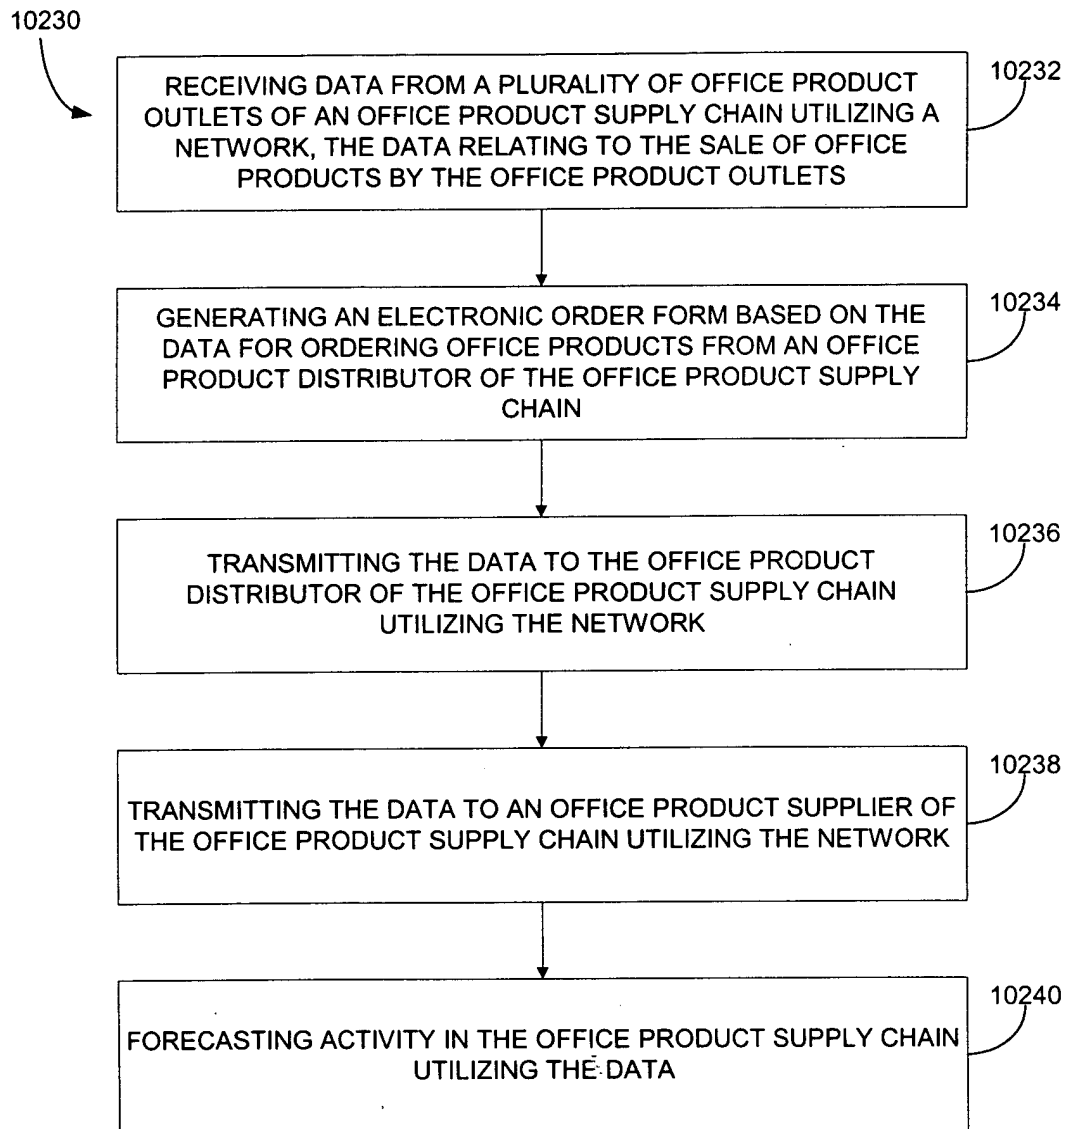 10230
RECEIVING DATA FROM A PLURALITY OF OFFICE PRODUCT
OUTLETS OF AN OFFICE PRODUCT SUPPLY CHAIN UTILIZING A
NETWORK, THE DATA RELATING TO THE SALE OF OFFICE
PRODUCTS BY THE OFFICE PRODUCT OUTLETS
10232
GENERATING AN ELECTRONIC ORDER FORM BASED ON THE
DATA FOR ORDERING OFFICE PRODUCTS FROM AN OFFICE
PRODUCT DISTRIBUTOR OF THE OFFICE PRODUCT SUPPLY
CHAIN
10234
TRANSMITTING THE DATA TO THE OFFICE PRODUCT
DISTRIBUTOR OF THE OFFICE PRODUCT SUPPLY CHAIN
UTILIZING THE NETWORK
10236
TRANSMITTING THE DATA TO AN OFFICE PRODUCT SUPPLIER OF
THE OFFICE PRODUCT SUPPLY CHAIN UTILIZING THE NETWORK
10238
FORECASTING ACTIVITY IN THE OFFICE PRODUCT SUPPLY CHAIN
UTILIZING THE DATA
10240